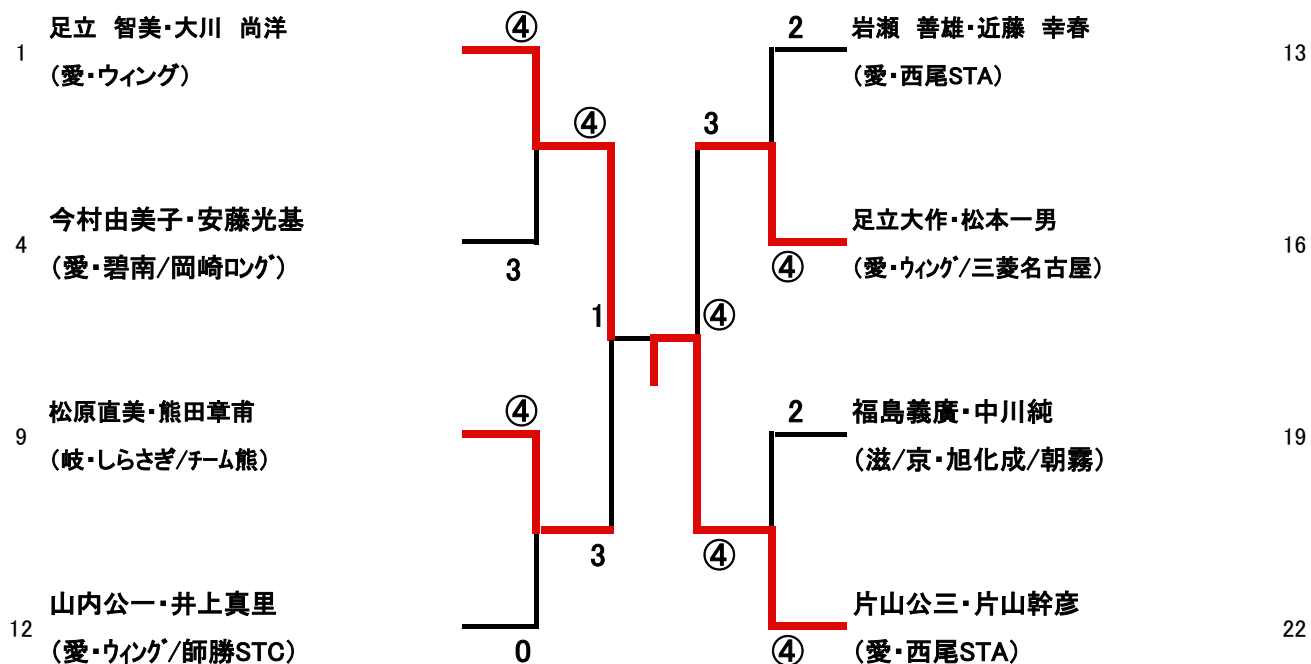 1
足立　智美・大川　尚洋
(愛・ウィング)
④
4
今村由美子・安藤光基
(愛・碧南/岡崎ﾛﾝｸﾞ)
3
④
9
松原直美・熊田章甫
(岐・しらさぎ/ﾁｰﾑ熊)
④
12
山内公一・井上真里
(愛・ｳｨﾝｸﾞ/師勝STC)
0
3
1
④
2
岩瀬　善雄・近藤　幸春
(愛・西尾STA)
13
3
足立大作・松本一男
(愛・ｳｨﾝｸﾞ/三菱名古屋)
16
④
2
福島義廣・中川純
(滋/京・旭化成/朝霧)
19
④
片山公三・片山幹彦
(愛・西尾STA)
22
④